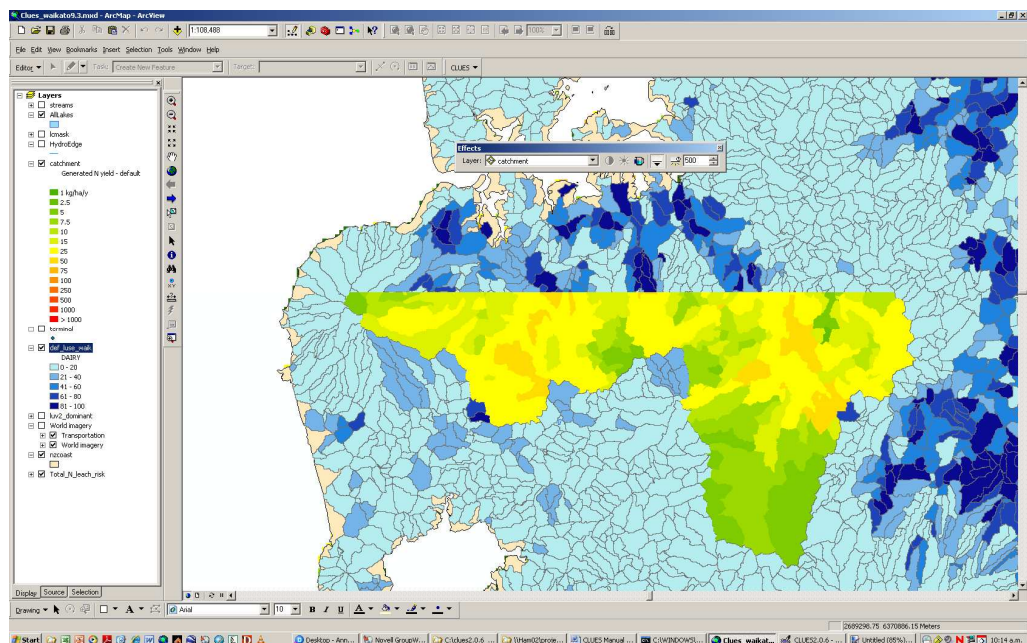 Clues_waikato9.3.mxd - ArcMap - ArcView
1:108,488
100%
File Edit View Bookmarks Insert Selection Tools Window Help
Editor Task: Create New Feature Target: CLUES
Layers
streams
AllLakes
lcmask
HydroEdge
catchment
Generated N yield - default
1 kg/ha/y
2.5
5
7.5
10
15
25
50
75
100
250
500
1000
> 1000
terminal
def_luse_waik
DAIRY
0 - 20
21 - 40
41 - 60
61 - 80
81 - 100
luv2_dominant
World imagery
Transportation
World imagery
nzcoast
Total_N_leach_risk
Effects
Layer: catchment 500
Display Source Selection
Drawing A Arial 10 B I U A
2689298.75 6370886.15 Meters
Start Desktop - Ann... Novell GroupW... C:\clues2.0.6 \\Ham02\proje... CLUES Manual ... C:\WINDOWS\... Clues_waikat... CLUES2.0.6 - ... Untitled (85%)... 10:14 a.m.